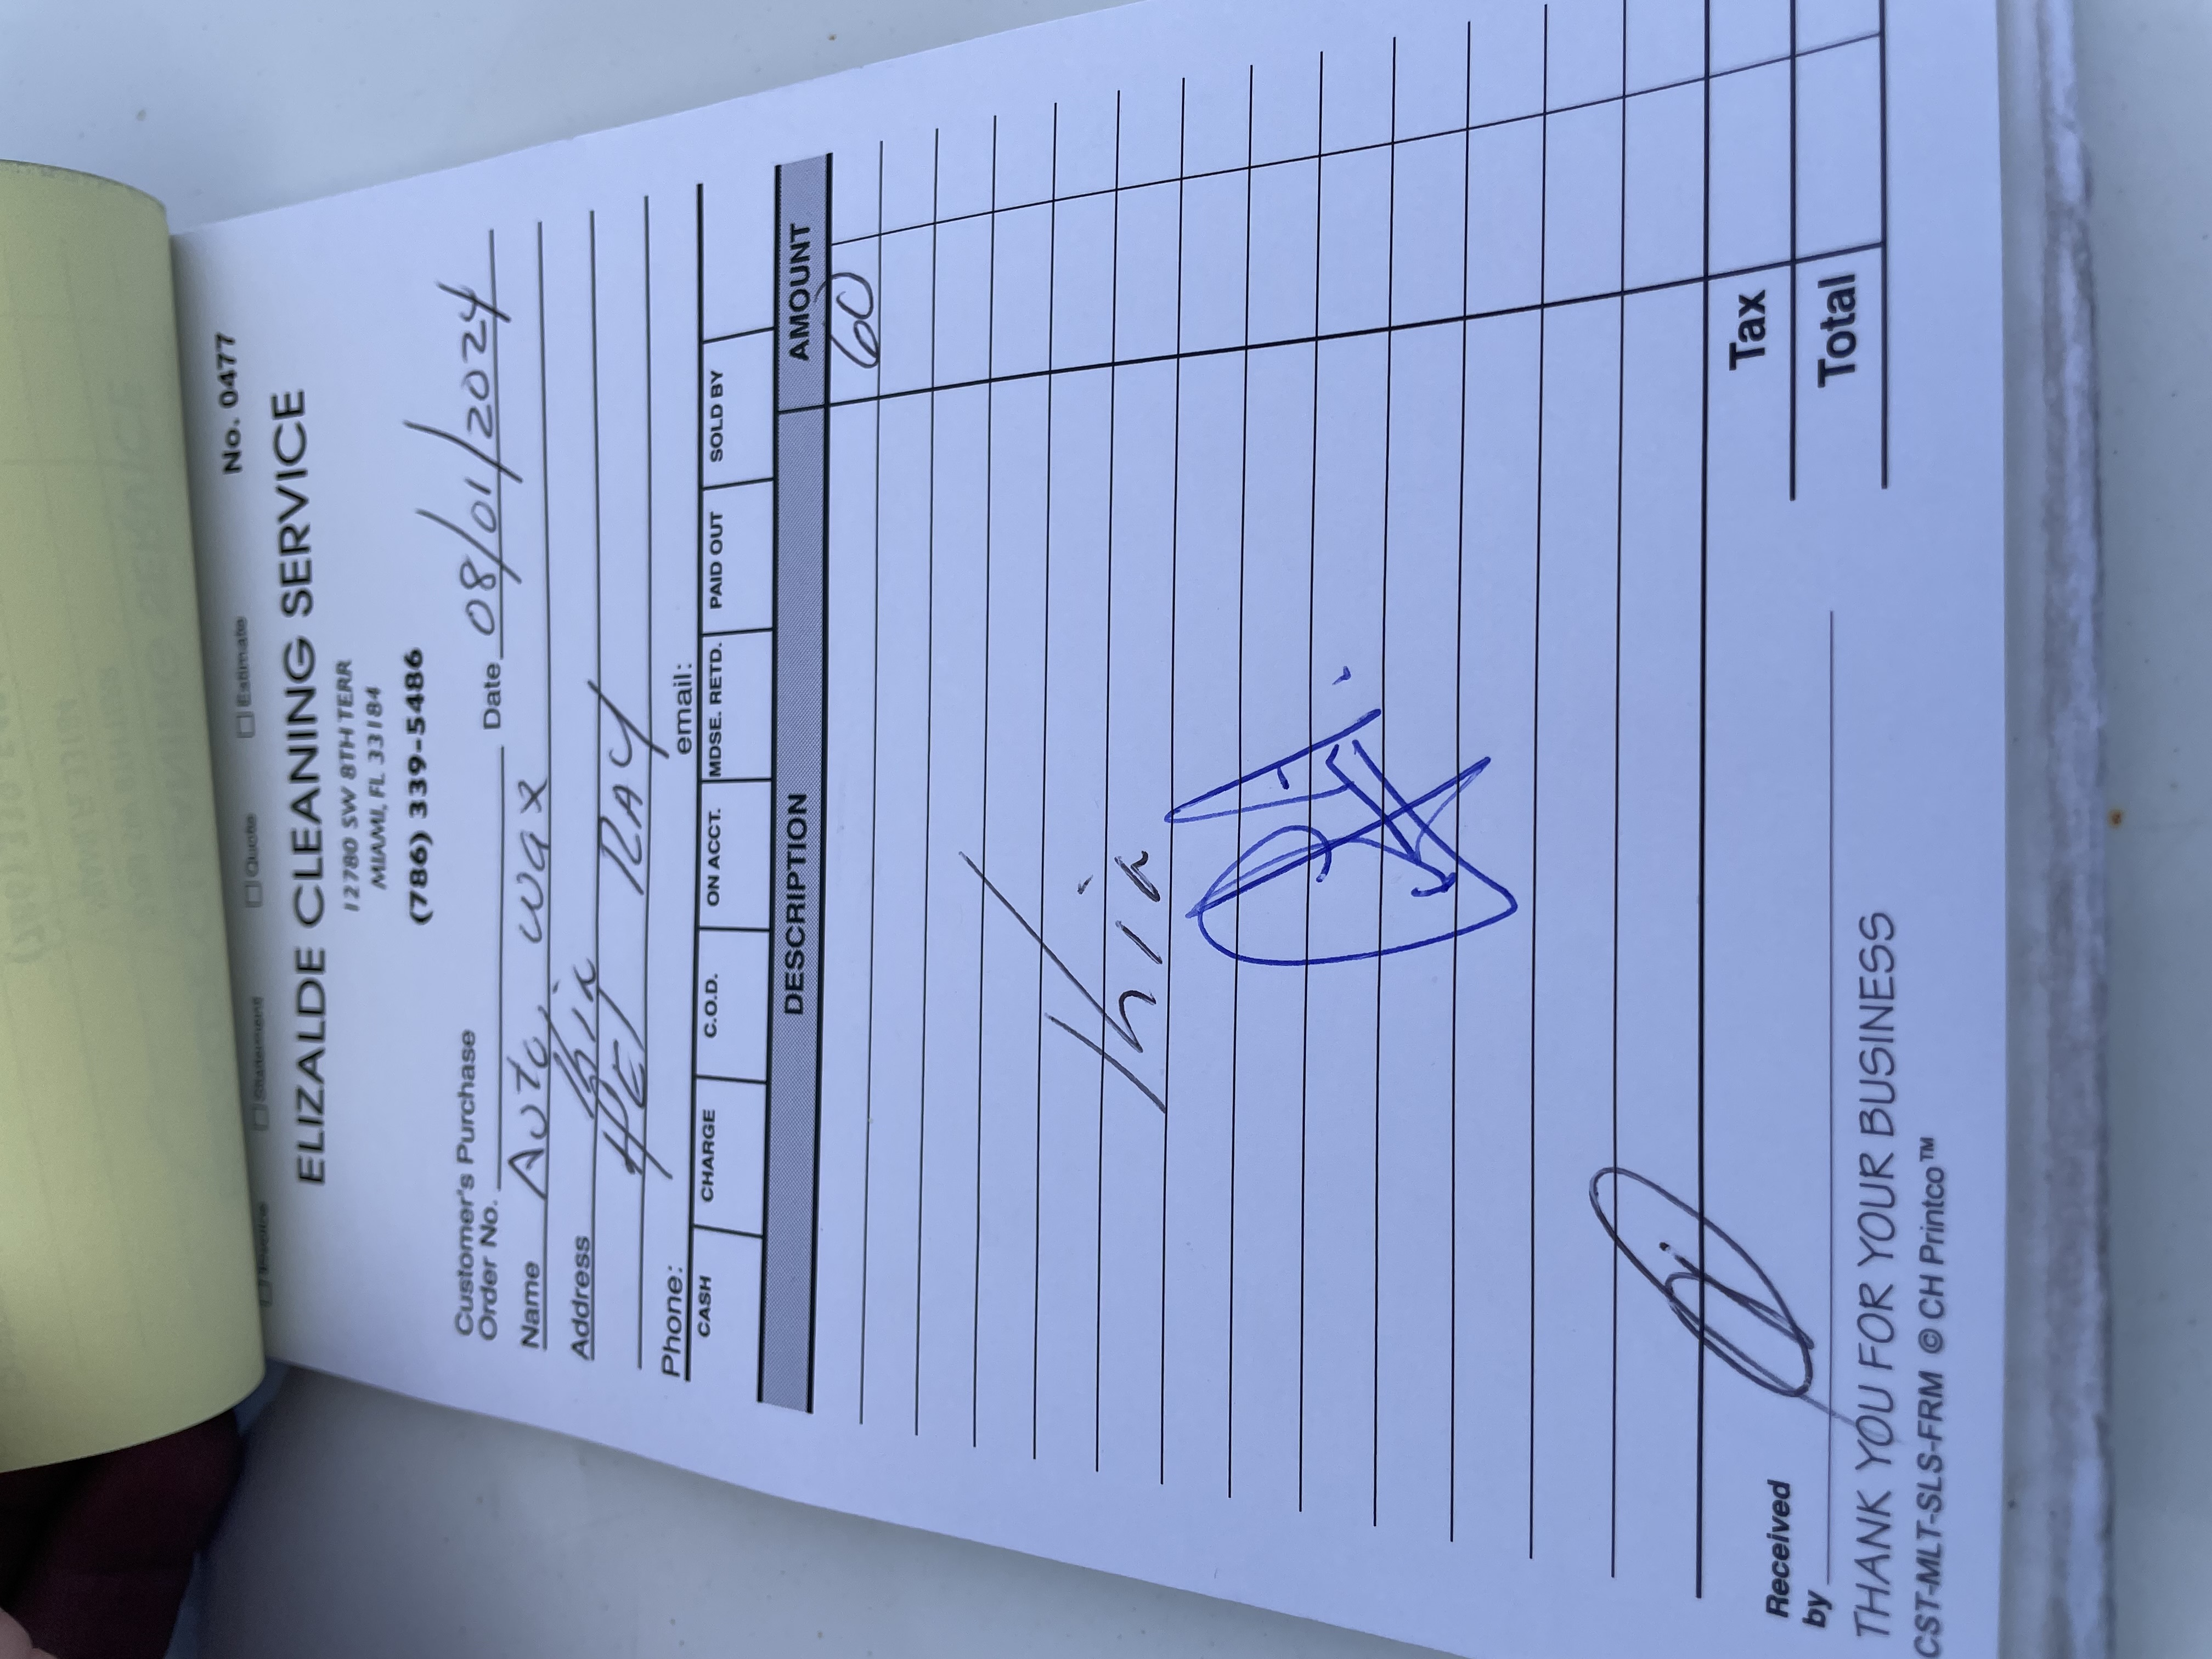 No. 0477
Invoice Statement Quote Estimate
ELIZALDE CLEANING SERVICE
12780 SW 8TH TERR
MIAMI, FL 33184
(786) 339-5486
Customer's Purchase
Order No. Date 08/01/2024
Name Auto wax
Address Kia
RAY
Phone: email:
CASH CHARGE C.O.D. ON ACCT. MDSE. RETD. PAID OUT SOLD BY
DESCRIPTION AMOUNT
60
Kia
Tax
Received
by Total
THANK YOU FOR YOUR BUSINESS
CST-MLT-SLS-FRM © CH Printco™